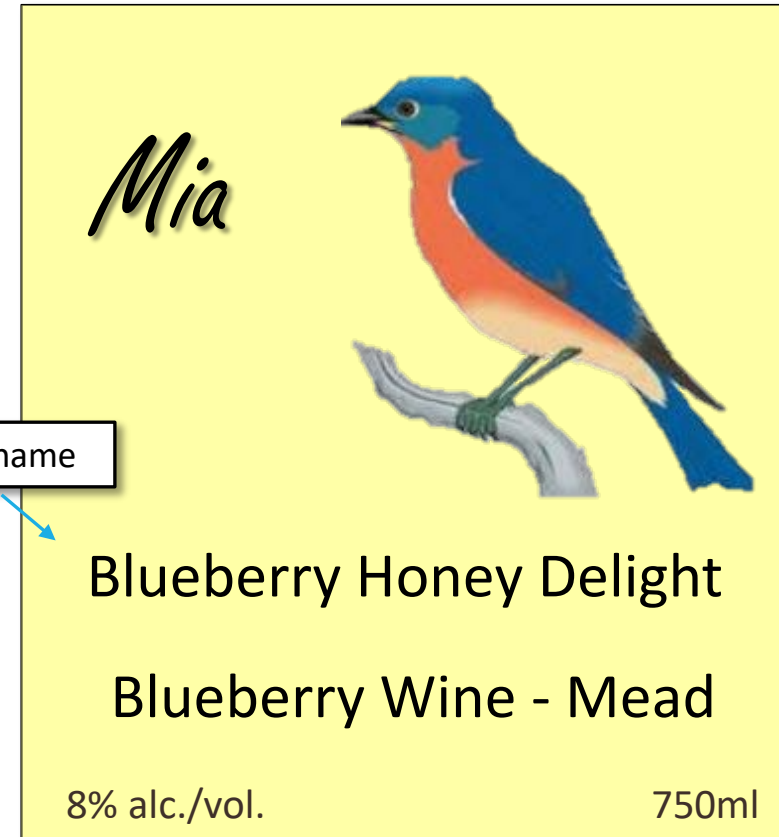 Mia
name
Blueberry Honey Delight
Blueberry Wine - Mead
8% alc./vol. 750ml